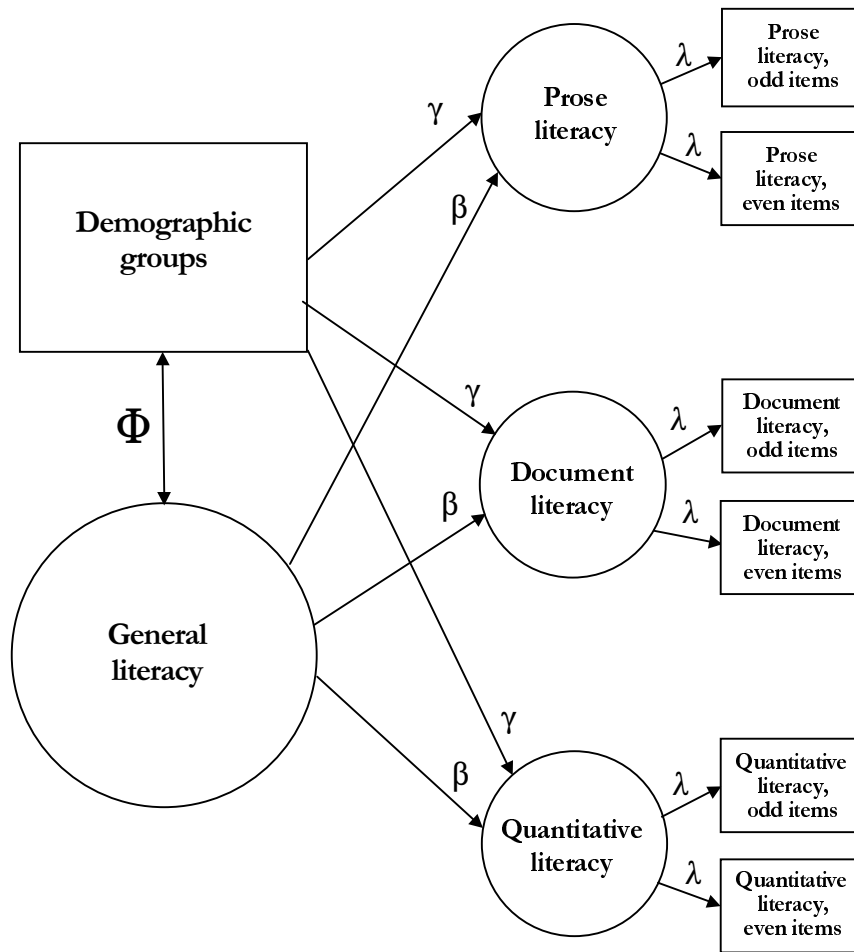 Demographic
groups
Φ
General
literacy
γ
β
Prose
literacy
λ
Prose
literacy,
odd items
λ
Prose
literacy,
even items
γ
β
Document
literacy
λ
Document
literacy,
odd items
λ
Document
literacy,
even items
γ
β
Quantitative
literacy
λ
Quantitative
literacy,
odd items
λ
Quantitative
literacy,
even items